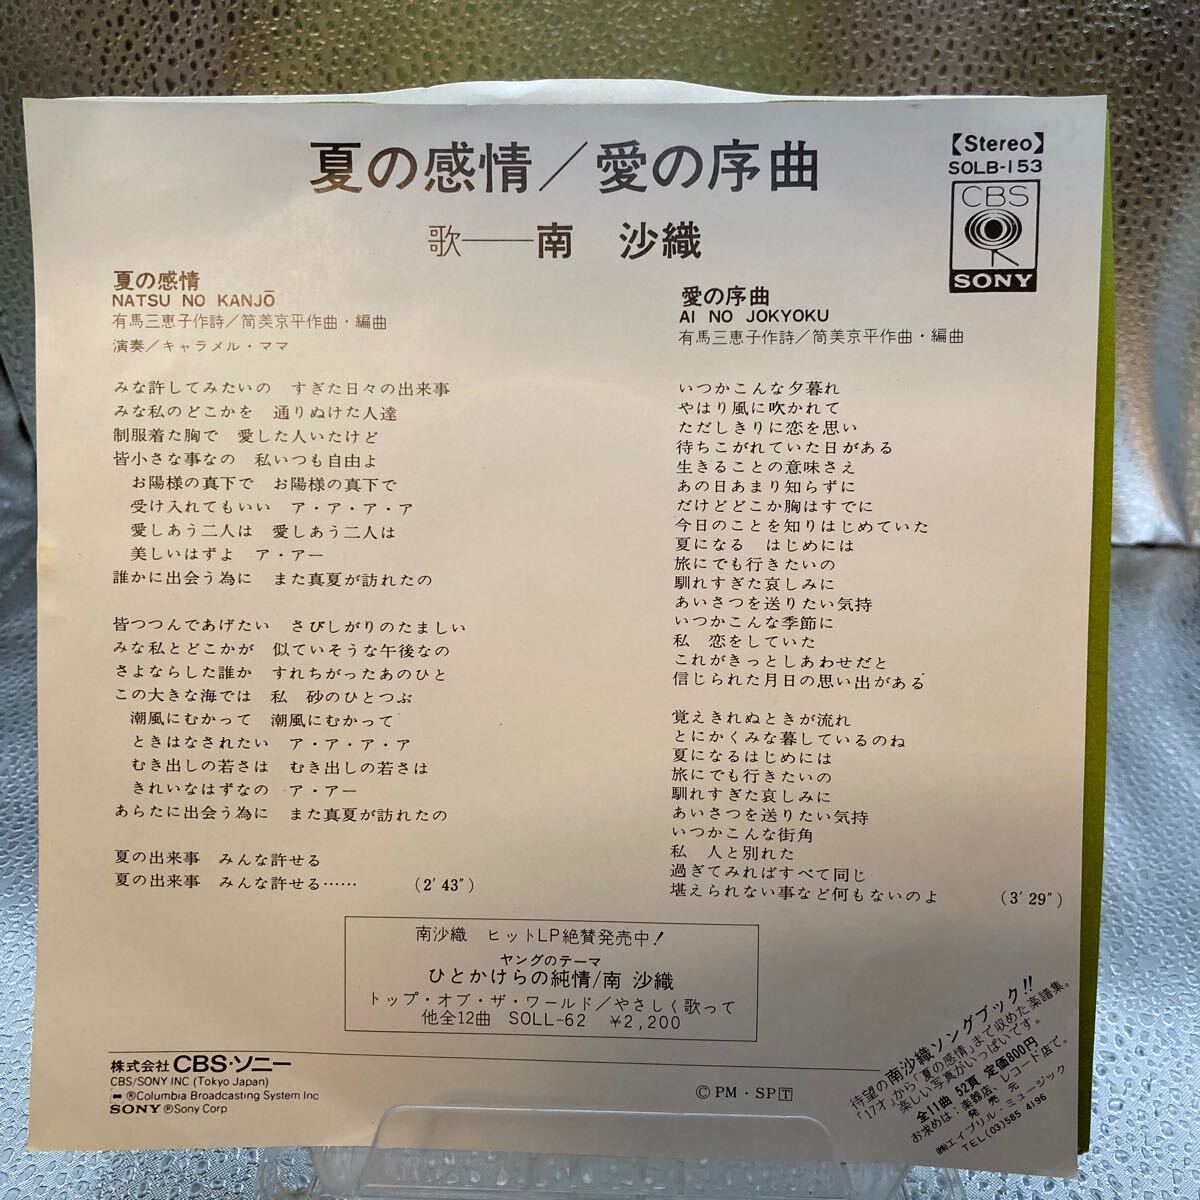 夏の感情／愛の序曲
歌──南　沙織
【Stereo】
SOLB-153
CBS
SONY
夏の感情
NATSU NO KANJŌ
有馬三恵子作詩／筒美京平作曲・編曲
演奏／キャラメル・ママ
みな許してみたいの　すぎた日々の出来事
みな私のどこかを　通りぬけた人達
制服着た胸で　愛した人いたけど
皆小さな事なの　私いつも自由よ
お陽様の真下で　お陽様の真下で
受け入れてもいい　ア・ア・ア・ア
愛しあう二人は　愛しあう二人は
美しいはずよ　ア・アー
誰かに出会う為に　また真夏が訪れたの
皆つつんであげたい　さびしがりのたましい
みな私とどこかが　似ていそうな午後なの
さよならした誰か　すれちがったあのひと
この大きな海では　私　砂のひとつぶ
潮風にむかって　潮風にむかって
ときはなされたい　ア・ア・ア・ア
むき出しの若さは　むき出しの若さは
きれいなはずなの　ア・アー
あらたに出会う為に　また真夏が訪れたの
夏の出来事　みんな許せる
夏の出来事　みんな許せる……　（2′43″）
愛の序曲
AI NO JOKYOKU
有馬三恵子作詩／筒美京平作曲・編曲
いつかこんな夕暮れ
やはり風に吹かれて
ただしきりに恋を思い
待ちこがれていた日がある
生きることの意味さえ
あの日あまり知らずに
だけどどこか胸はすでに
今日のことを知りはじめていた
夏になる　はじめには
旅にでも行きたいの
馴れすぎた哀しみに
あいさつを送りたい気持
いつかこんな季節に
私　恋をしていた
これがきっとしあわせだと
信じられた月日の思い出がある
覚えきれぬときが流れ
とにかくみな暮しているのね
夏になるはじめには
旅にでも行きたいの
馴れすぎた哀しみに
あいさつを送りたい気持
いつかこんな街角
私　人と別れた
過ぎてみればすべて同じ
堪えられない事など何もないのよ　（3′29″）
南沙織　ヒットLP絶賛発売中！
ヤングのテーマ
ひとかけらの純情/南 沙織
トップ・オブ・ザ・ワールド／やさしく歌って
他全12曲　SOLL-62　¥2,200
株式会社 CBS・ソニー
CBS/SONY INC (Tokyo Japan)
®Columbia Broadcasting System Inc
SONY ℗Sony Corp
©PM・SP T
待望の南沙織ソングブック!!
「17才」から「夏の感情」まで収めた楽譜集。
楽しい写真がいっぱいです。
全11曲 52頁 定価800円
お求めは：楽器店、レコード店で。
発売元
㈱エイプリル・ミュージック
TEL(03)585 4196